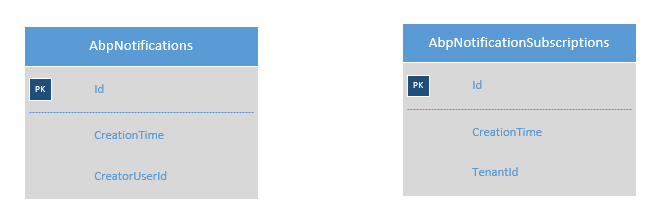 AbpNotifications
PK
Id
CreationTime
CreatorUserId
AbpNotificationSubscriptions
PK
Id
CreationTime
TenantId